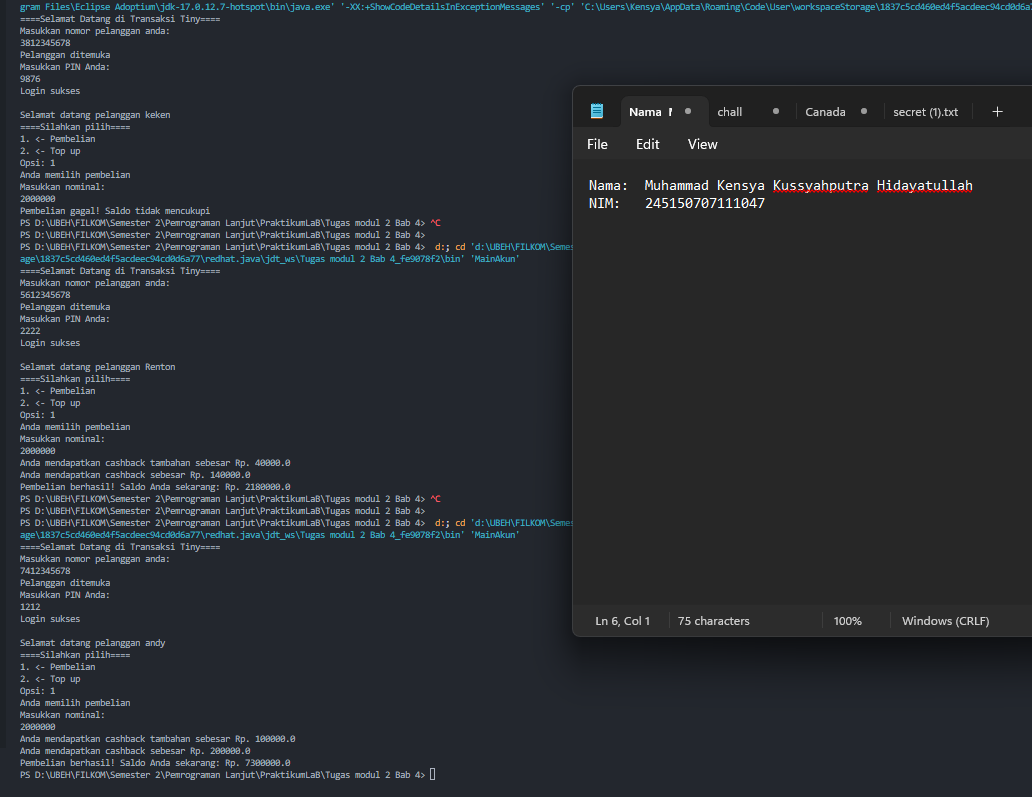 gram Files\Eclipse Adoptium\jdk-17.0.12.7-hotspot\bin\java.exe' '-XX:+ShowCodeDetailsInExceptionMessages' '-cp' 'C:\Users\Kensya\AppData\Roaming\Code\User\workspaceStorage\1837c5cd460ed4f5acdeec94cd0d6a
====Selamat Datang di Transaksi Tiny====
Masukkan nomor pelanggan anda:
3812345678
Pelanggan ditemuka
Masukkan PIN Anda:
9876
Login sukses
Selamat datang pelanggan keken
====Silahkan pilih====
1. <- Pembelian
2. <- Top up
Opsi: 1
Anda memilih pembelian
Masukkan nominal:
2000000
Pembelian gagal! Saldo tidak mencukupi
PS D:\UBEH\FILKOM\Semester 2\Pemrograman Lanjut\PraktikumLaB\Tugas modul 2 Bab 4> ^C
PS D:\UBEH\FILKOM\Semester 2\Pemrograman Lanjut\PraktikumLaB\Tugas modul 2 Bab 4>
PS D:\UBEH\FILKOM\Semester 2\Pemrograman Lanjut\PraktikumLaB\Tugas modul 2 Bab 4>  d:; cd 'd:\UBEH\FILKOM\Semes
age\1837c5cd460ed4f5acdeec94cd0d6a77\redhat.java\jdt_ws\Tugas modul 2 Bab 4_fe9078f2\bin' 'MainAkun'
====Selamat Datang di Transaksi Tiny====
Masukkan nomor pelanggan anda:
5612345678
Pelanggan ditemuka
Masukkan PIN Anda:
2222
Login sukses
Selamat datang pelanggan Renton
====Silahkan pilih====
1. <- Pembelian
2. <- Top up
Opsi: 1
Anda memilih pembelian
Masukkan nominal:
2000000
Anda mendapatkan cashback tambahan sebesar Rp. 40000.0
Anda mendapatkan cashback sebesar Rp. 140000.0
Pembelian berhasil! Saldo Anda sekarang: Rp. 2180000.0
PS D:\UBEH\FILKOM\Semester 2\Pemrograman Lanjut\PraktikumLaB\Tugas modul 2 Bab 4> ^C
PS D:\UBEH\FILKOM\Semester 2\Pemrograman Lanjut\PraktikumLaB\Tugas modul 2 Bab 4>
PS D:\UBEH\FILKOM\Semester 2\Pemrograman Lanjut\PraktikumLaB\Tugas modul 2 Bab 4>  d:; cd 'd:\UBEH\FILKOM\Semes
age\1837c5cd460ed4f5acdeec94cd0d6a77\redhat.java\jdt_ws\Tugas modul 2 Bab 4_fe9078f2\bin' 'MainAkun'
====Selamat Datang di Transaksi Tiny====
Masukkan nomor pelanggan anda:
7412345678
Pelanggan ditemuka
Masukkan PIN Anda:
1212
Login sukses
Selamat datang pelanggan andy
====Silahkan pilih====
1. <- Pembelian
2. <- Top up
Opsi: 1
Anda memilih pembelian
Masukkan nominal:
2000000
Anda mendapatkan cashback tambahan sebesar Rp. 100000.0
Anda mendapatkan cashback sebesar Rp. 200000.0
Pembelian berhasil! Saldo Anda sekarang: Rp. 7300000.0
PS D:\UBEH\FILKOM\Semester 2\Pemrograman Lanjut\PraktikumLaB\Tugas modul 2 Bab 4>
Nama: chall Canada secret (1).txt +
File Edit View
Nama:  Muhammad Kensya Kussyahputra Hidayatullah
NIM:   245150707111047
Ln 6, Col 1 75 characters 100% Windows (CRLF)